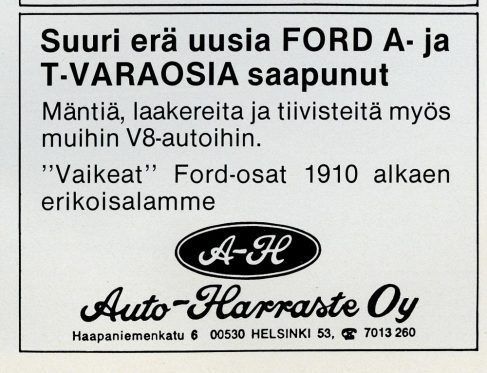 Suuri erä uusia FORD A- ja
T-VARAOSIA saapunut
Mäntiä, laakereita ja tiivisteitä myös
muihin V8-autoihin.
''Vaikeat'' Ford-osat 1910 alkaen
erikoisalamme
A-H
Auto-Harraste Oy
Haapaniemenkatu 6 00530 HELSINKI 53, ☎ 7013 260